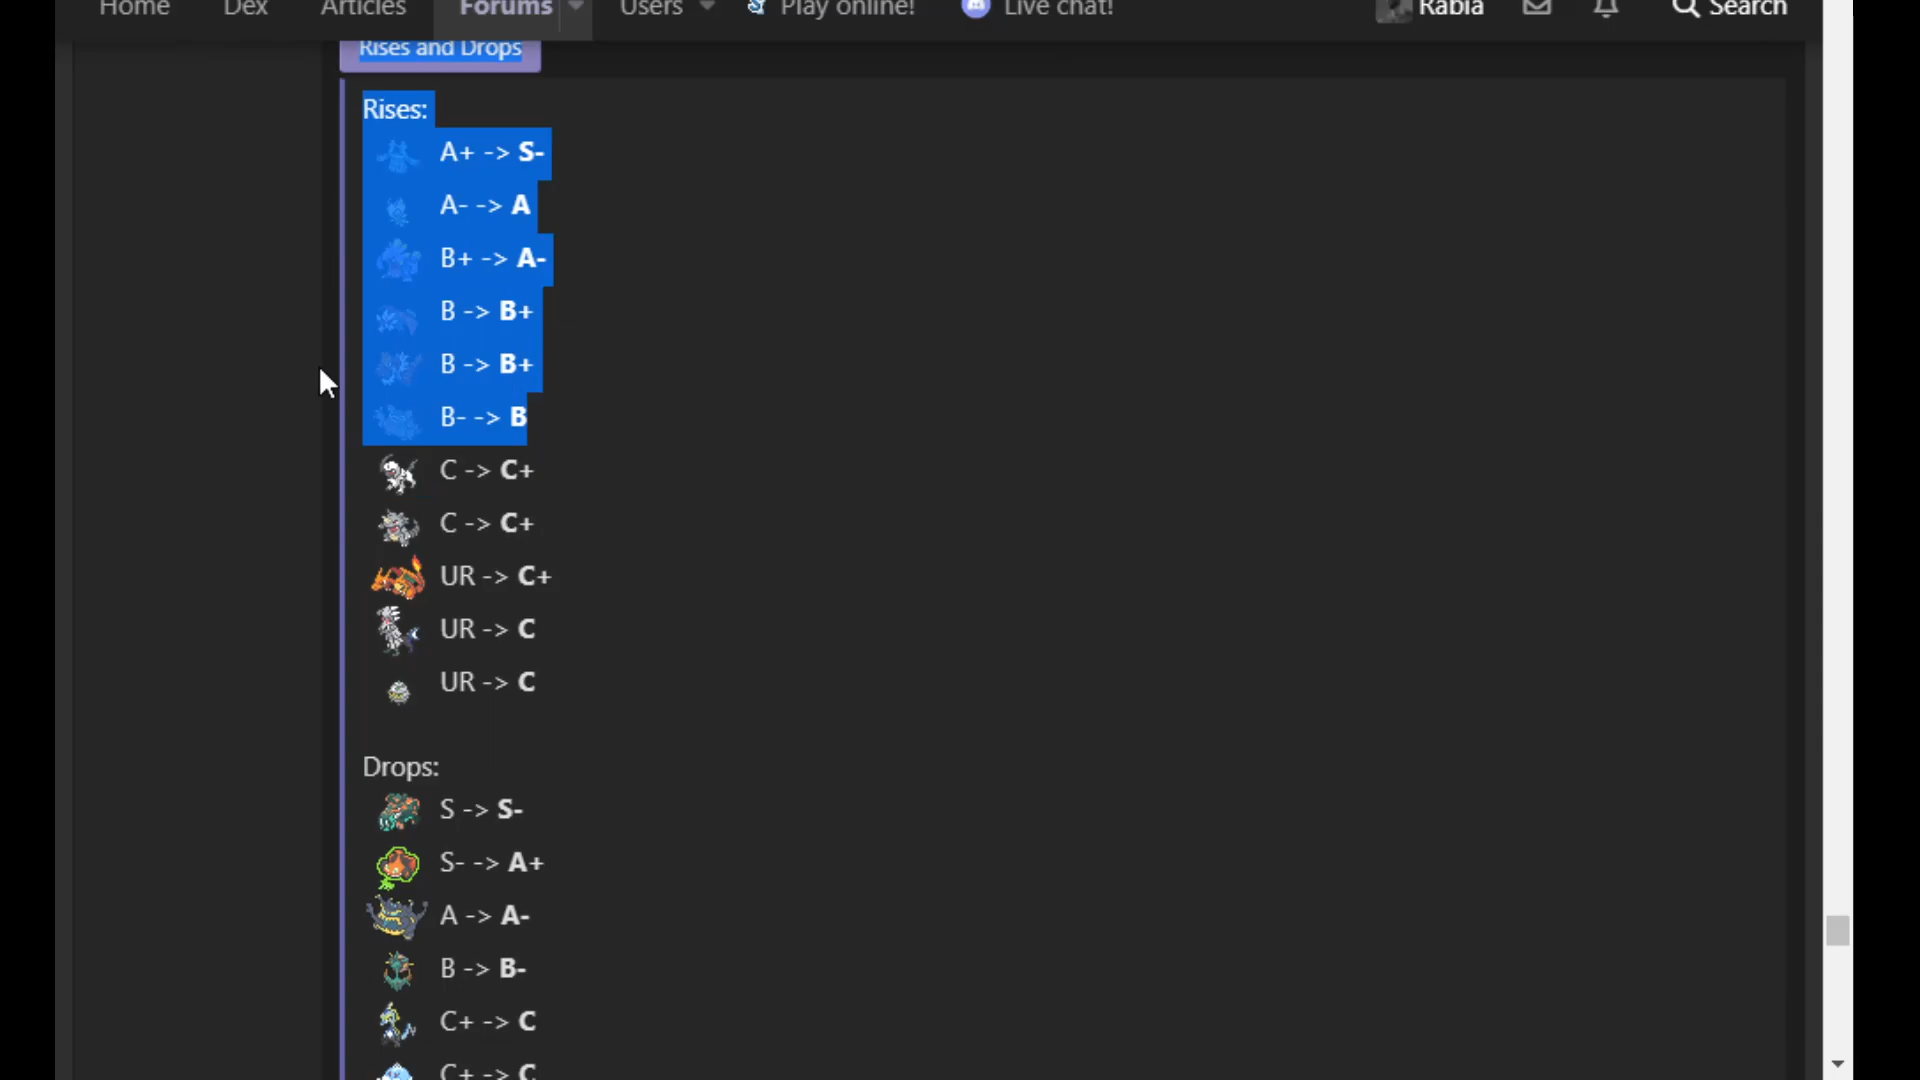 Home Dex Articles Forums Users Play online! Live chat! Rabia Search
Rises and Drops
Rises:
A+ -> S-
A- -> A
B+ -> A-
B -> B+
B -> B+
B- -> B
C -> C+
C -> C+
UR -> C+
UR -> C
UR -> C
Drops:
S -> S-
S- -> A+
A -> A-
B -> B-
C+ -> C
C+ -> C